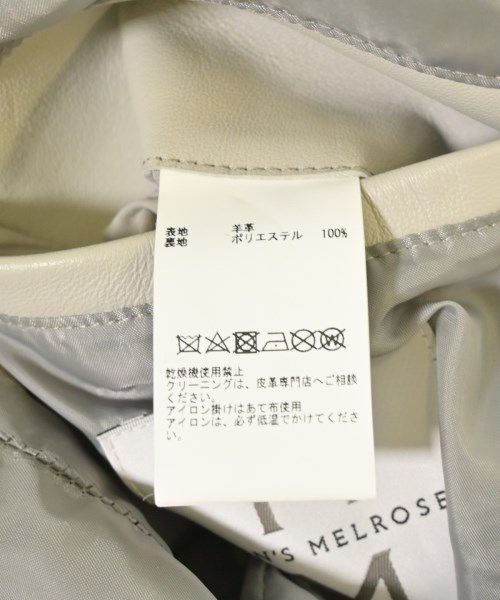 表地 羊革
裏地 ポリエステル 100%
乾燥機使用禁止
クリーニングは、皮革専門店へご相談
ください。
アイロン掛けはあて布使用
アイロンは、必ず低温でかけてくださ
い。
N'S MELROSE